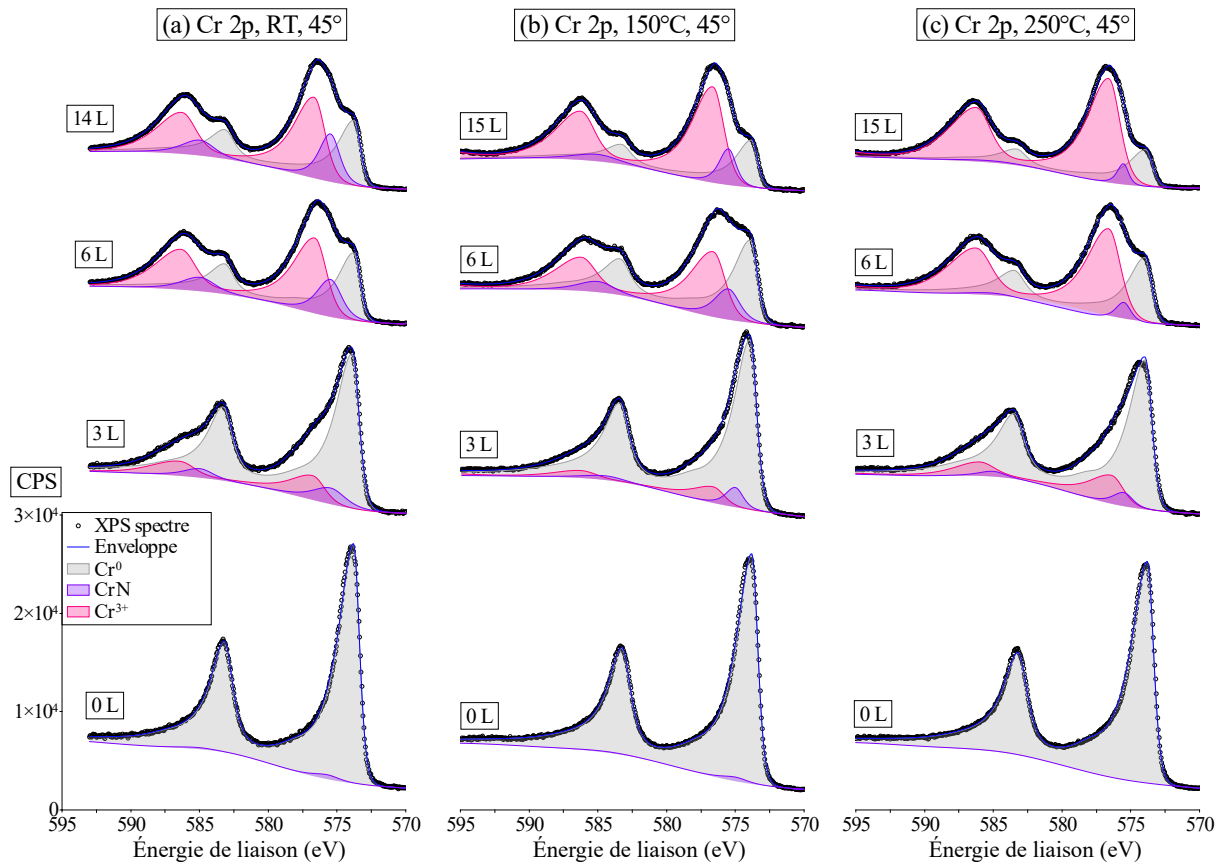 (a) Cr 2p, RT, 45°
14 L
6 L
3 L
CPS
3×10⁴
XPS spectre
Enveloppe
Cr⁰
CrN
Cr³⁺
2×10⁴
1×10⁴
0 L
0
595 590 585 580 575 570
Énergie de liaison (eV)
(b) Cr 2p, 150°C, 45°
15 L
6 L
3 L
0 L
595 590 585 580 575 570
Énergie de liaison (eV)
(c) Cr 2p, 250°C, 45°
15 L
6 L
3 L
0 L
595 590 585 580 575 570
Énergie de liaison (eV)